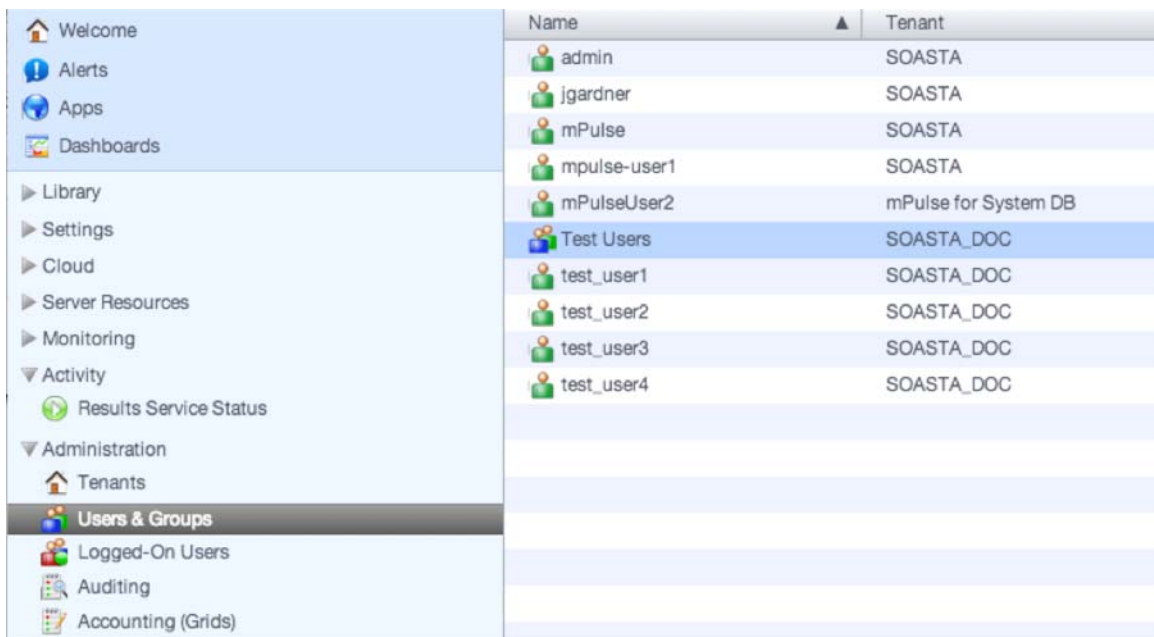 Welcome
Alerts
Apps
Dashboards
Library
Settings
Cloud
Server Resources
Monitoring
Activity
Results Service Status
Administration
Tenants
Users & Groups
Logged-On Users
Auditing
Accounting (Grids)
Name Tenant
admin SOASTA
jgardner SOASTA
mPulse SOASTA
mpulse-user1 SOASTA
mPulseUser2 mPulse for System DB
Test Users SOASTA_DOC
test_user1 SOASTA_DOC
test_user2 SOASTA_DOC
test_user3 SOASTA_DOC
test_user4 SOASTA_DOC